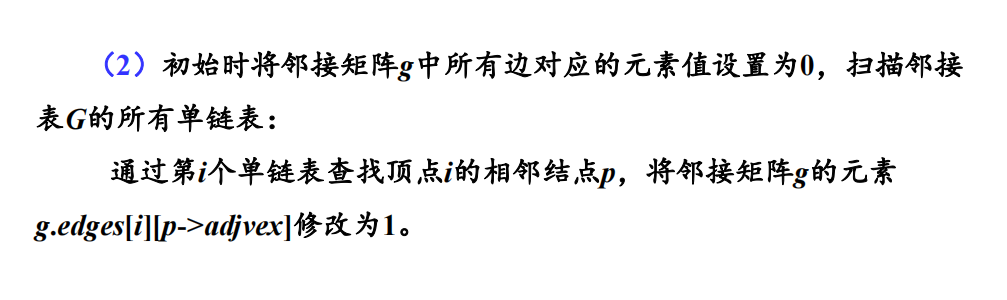 （2）初始时将邻接矩阵g中所有边对应的元素值设置为0，扫描邻接
表G的所有单链表：
通过第i个单链表查找顶点i的相邻结点p，将邻接矩阵g的元素
g.edges[i][p->adjvex]修改为1。